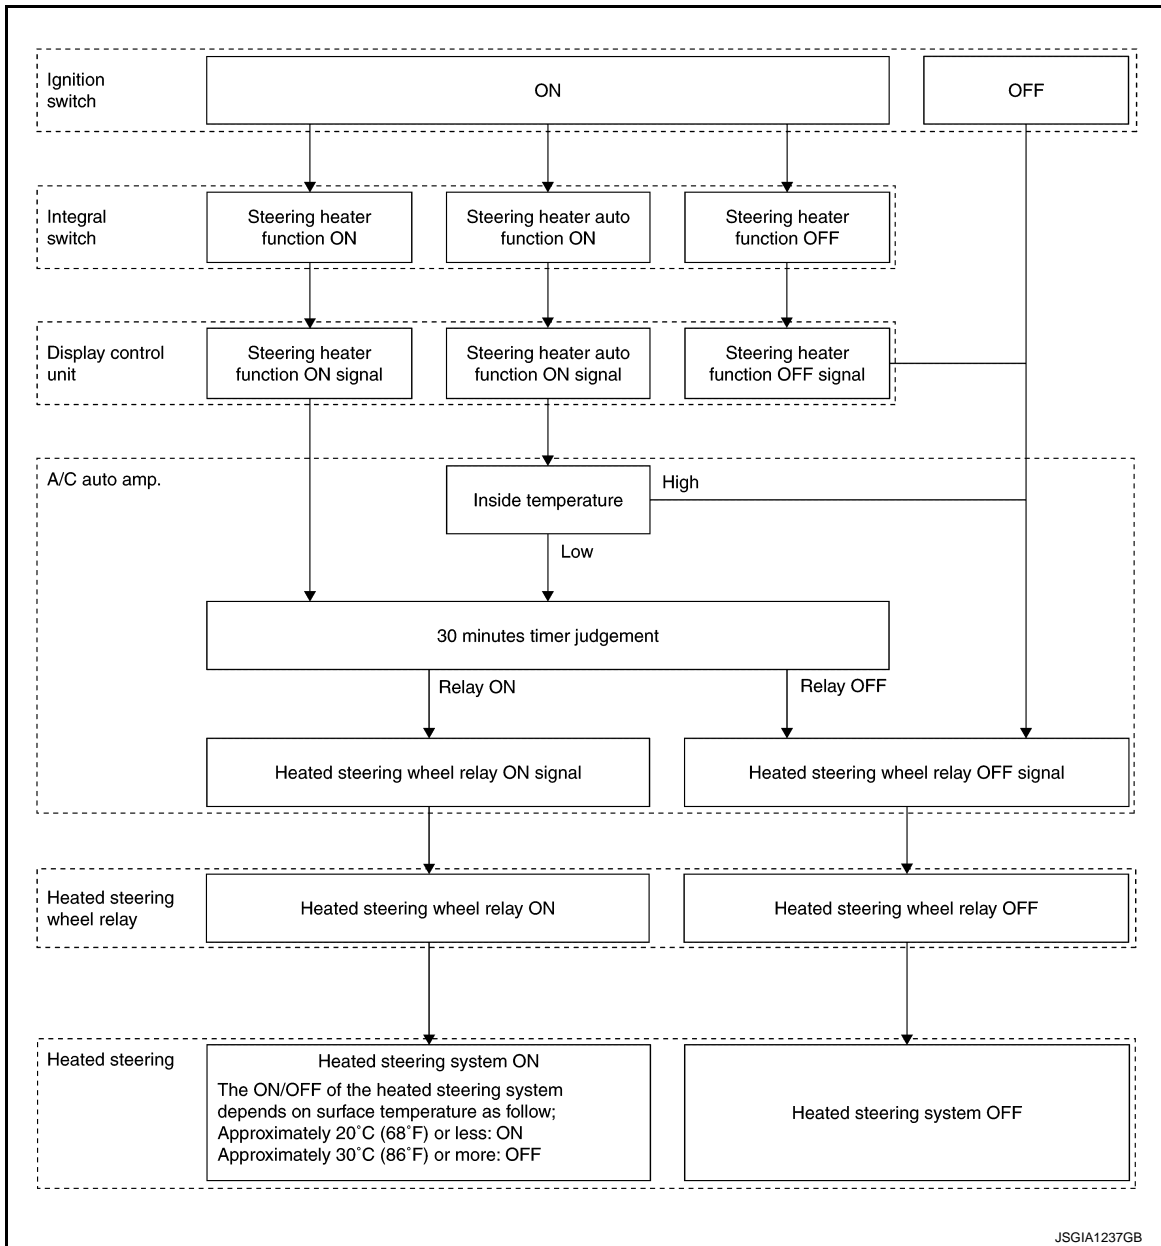 Ignition
switch
ON
OFF
Integral
switch
Steering heater
function ON
Steering heater auto
function ON
Steering heater
function OFF
Display control
unit
Steering heater
function ON signal
Steering heater auto
function ON signal
Steering heater
function OFF signal
A/C auto amp.
Inside temperature
High
Low
30 minutes timer judgement
Relay ON
Relay OFF
Heated steering wheel relay ON signal
Heated steering wheel relay OFF signal
Heated steering
wheel relay
Heated steering wheel relay ON
Heated steering wheel relay OFF
Heated steering
Heated steering system ON
The ON/OFF of the heated steering system
depends on surface temperature as follow;
Approximately 20˚C (68˚F) or less: ON
Approximately 30˚C (86˚F) or more: OFF
Heated steering system OFF
JSGIA1237GB